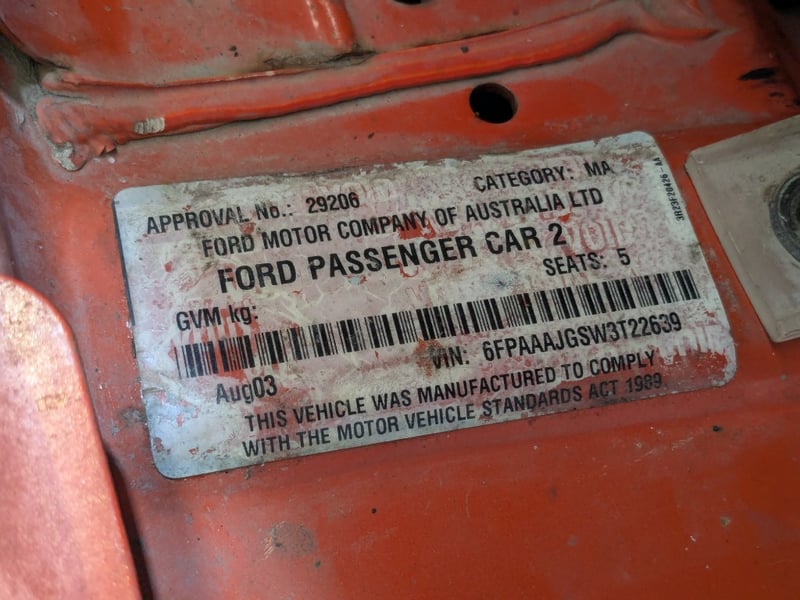 APPROVAL No.: 29206 CATEGORY: MA
FORD MOTOR COMPANY OF AUSTRALIA LTD
FORD PASSENGER CAR 2
SEATS: 5
GVM kg:
VIN: 6FPAAAJGSW3T22639
Aug03
THIS VEHICLE WAS MANUFACTURED TO COMPLY
WITH THE MOTOR VEHICLE STANDARDS ACT 1989